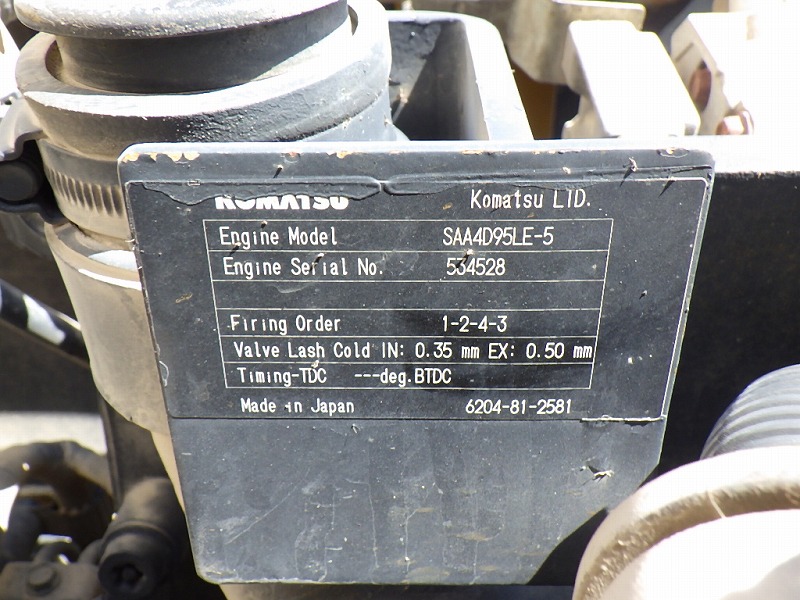 KOMATSU Komatsu LTD.
Engine Model SAA4D95LE-5
Engine Serial No. 534528
Firing Order 1-2-4-3
Valve Lash Cold IN: 0.35 mm EX: 0.50 mm
Timing-TDC ---deg.BTDC
Made in Japan 6204-81-2581